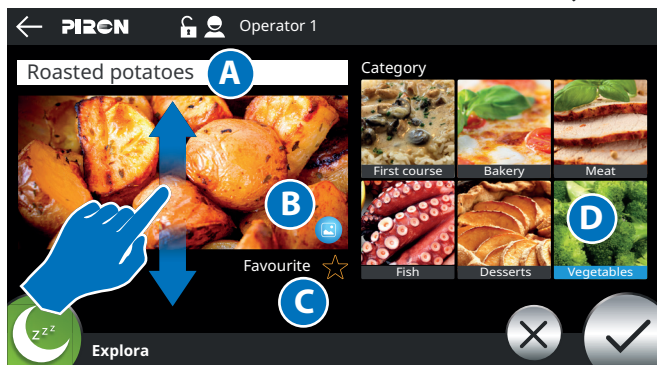 PIRON
Operator 1
Roasted potatoes
A
Category
First course
Bakery
Meat
B
D
Favourite
Fish
Desserts
Vegetables
C
zzz
Explora